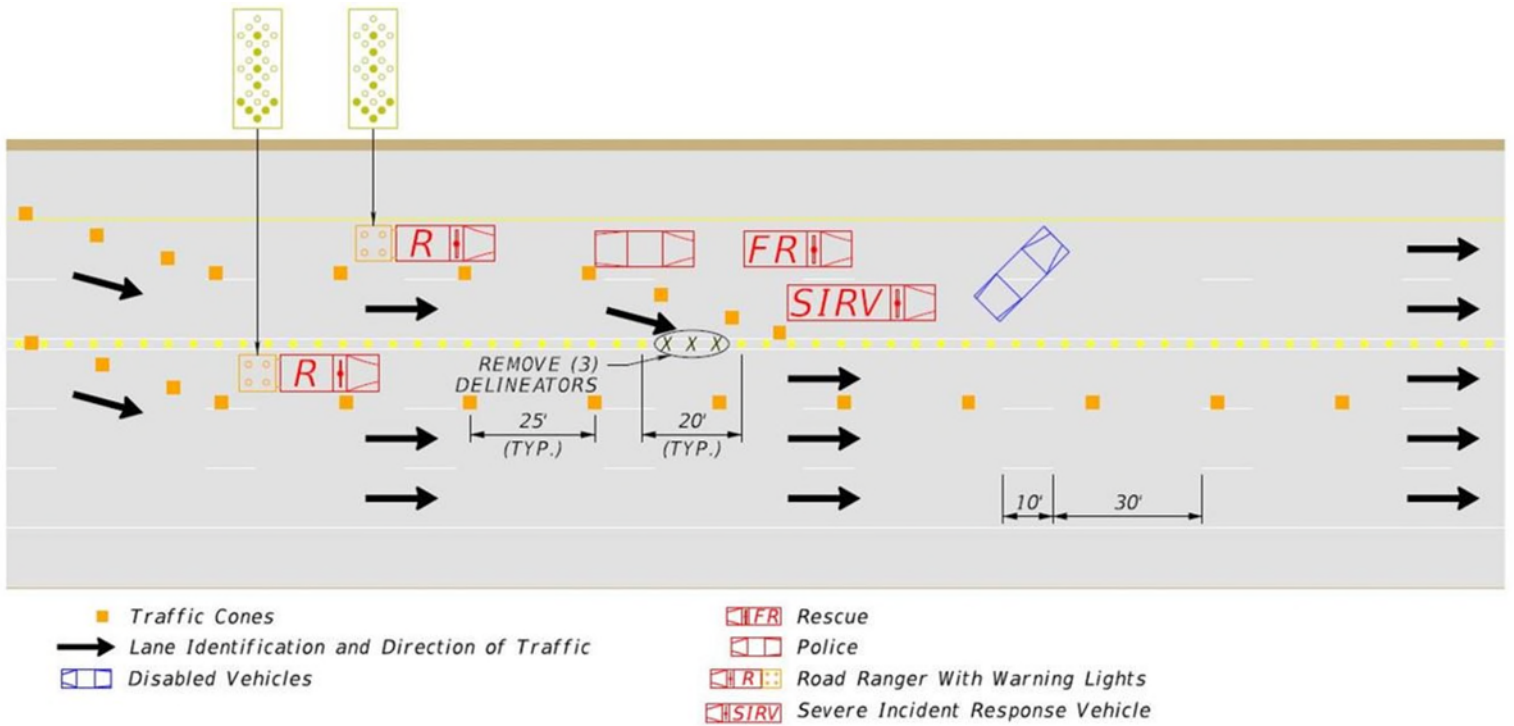 R
FR
SIRV
X X X
REMOVE (3)
DELINEATORS
R
25'
(TYP.)
20'
(TYP.)
10'
30'
Traffic Cones
Lane Identification and Direction of Traffic
Disabled Vehicles
FR Rescue
Police
R Road Ranger With Warning Lights
SIRV Severe Incident Response Vehicle